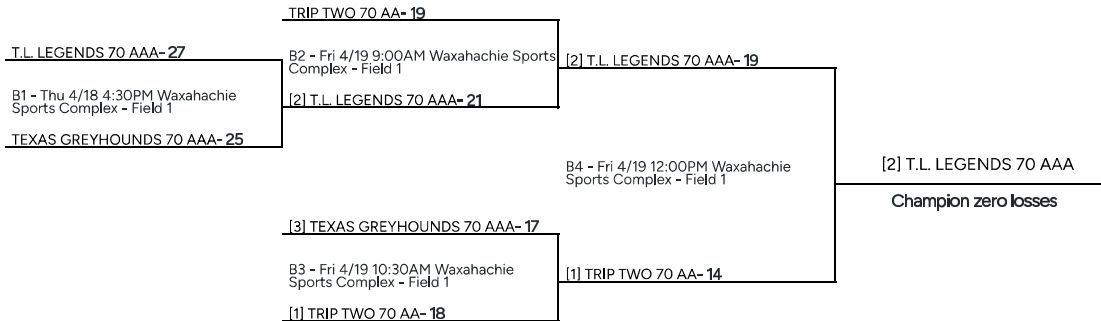 TRIP TWO 70 AA- 19
T.L. LEGENDS 70 AAA- 27
B2 - Fri 4/19 9:00AM Waxahachie Sports
Complex - Field 1
[2] T.L. LEGENDS 70 AAA- 19
B1 - Thu 4/18 4:30PM Waxahachie
Sports Complex - Field 1
[2] T.L. LEGENDS 70 AAA- 21
TEXAS GREYHOUNDS 70 AAA- 25
B4 - Fri 4/19 12:00PM Waxahachie
Sports Complex - Field 1
[2] T.L. LEGENDS 70 AAA
Champion zero losses
[3] TEXAS GREYHOUNDS 70 AAA- 17
B3 - Fri 4/19 10:30AM Waxahachie
Sports Complex - Field 1
[1] TRIP TWO 70 AA- 14
[1] TRIP TWO 70 AA- 18